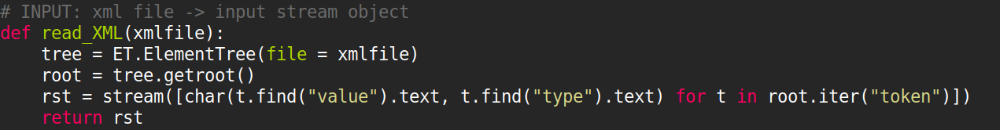 # INPUT: xml file -> input stream object
def read_XML(xmlfile):
    tree = ET.ElementTree(file = xmlfile)
    root = tree.getroot()
    rst = stream([char(t.find("value").text, t.find("type").text) for t in root.iter("token")])
    return rst